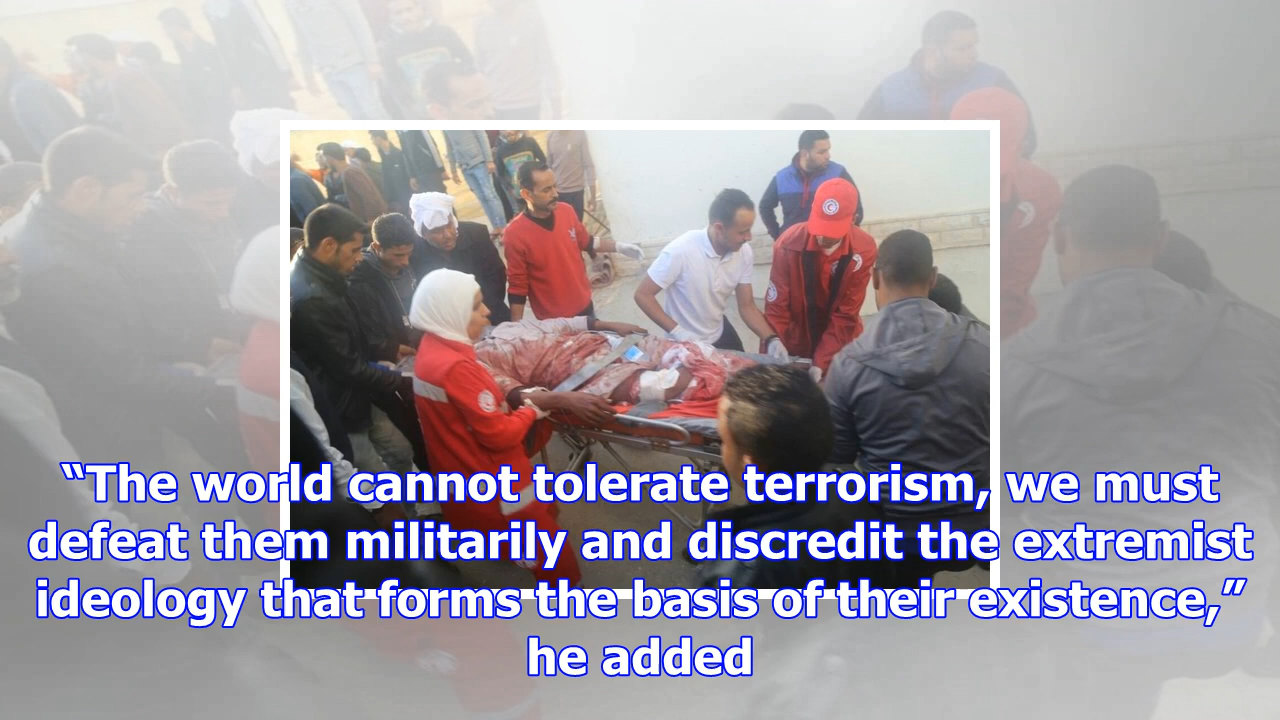 “The world cannot tolerate terrorism, we must
defeat them militarily and discredit the extremist
ideology that forms the basis of their existence,”
he added